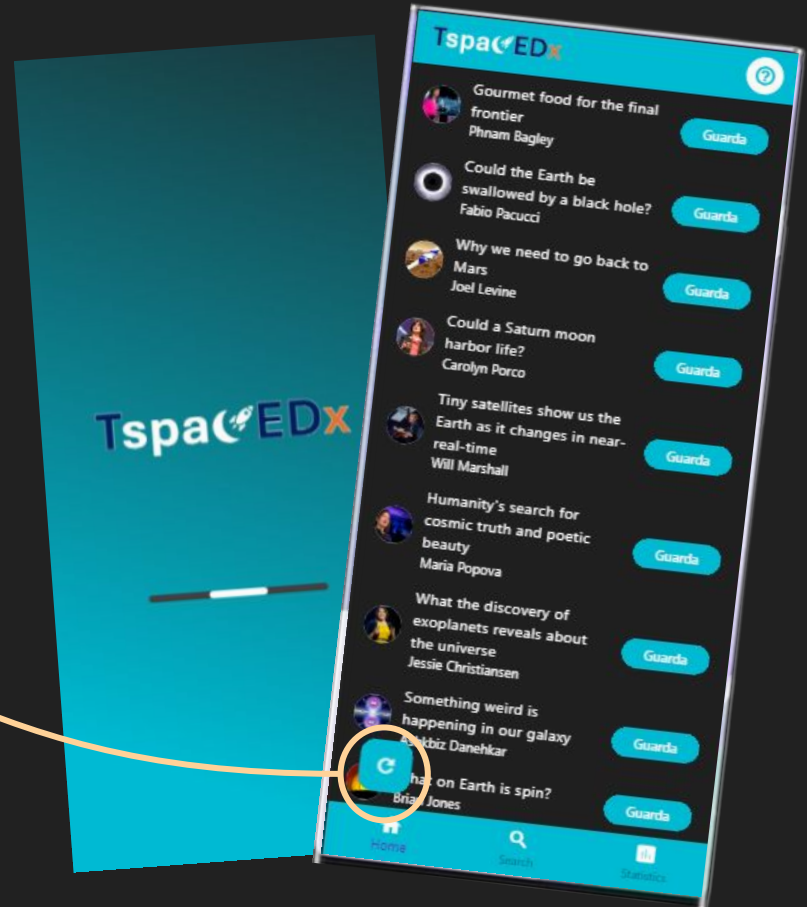 TspacEDx
TspacEDx
Gourmet food for the final
frontier
Phnam Bagley
Guarda
Could the Earth be
swallowed by a black hole?
Fabio Pacucci
Guarda
Why we need to go back to
Mars
Joel Levine
Guarda
Could a Saturn moon
harbor life?
Carolyn Porco
Guarda
Tiny satellites show us the
Earth as it changes in near-
real-time
Will Marshall
Guarda
Humanity's search for
cosmic truth and poetic
beauty
Maria Popova
Guarda
What the discovery of
exoplanets reveals about
the universe
Jessie Christiansen
Guarda
Something weird is
happening in our galaxy
Danehkar
Guarda
on Earth is spin?
Brian Jones
Guarda
Home
Search
Statistics